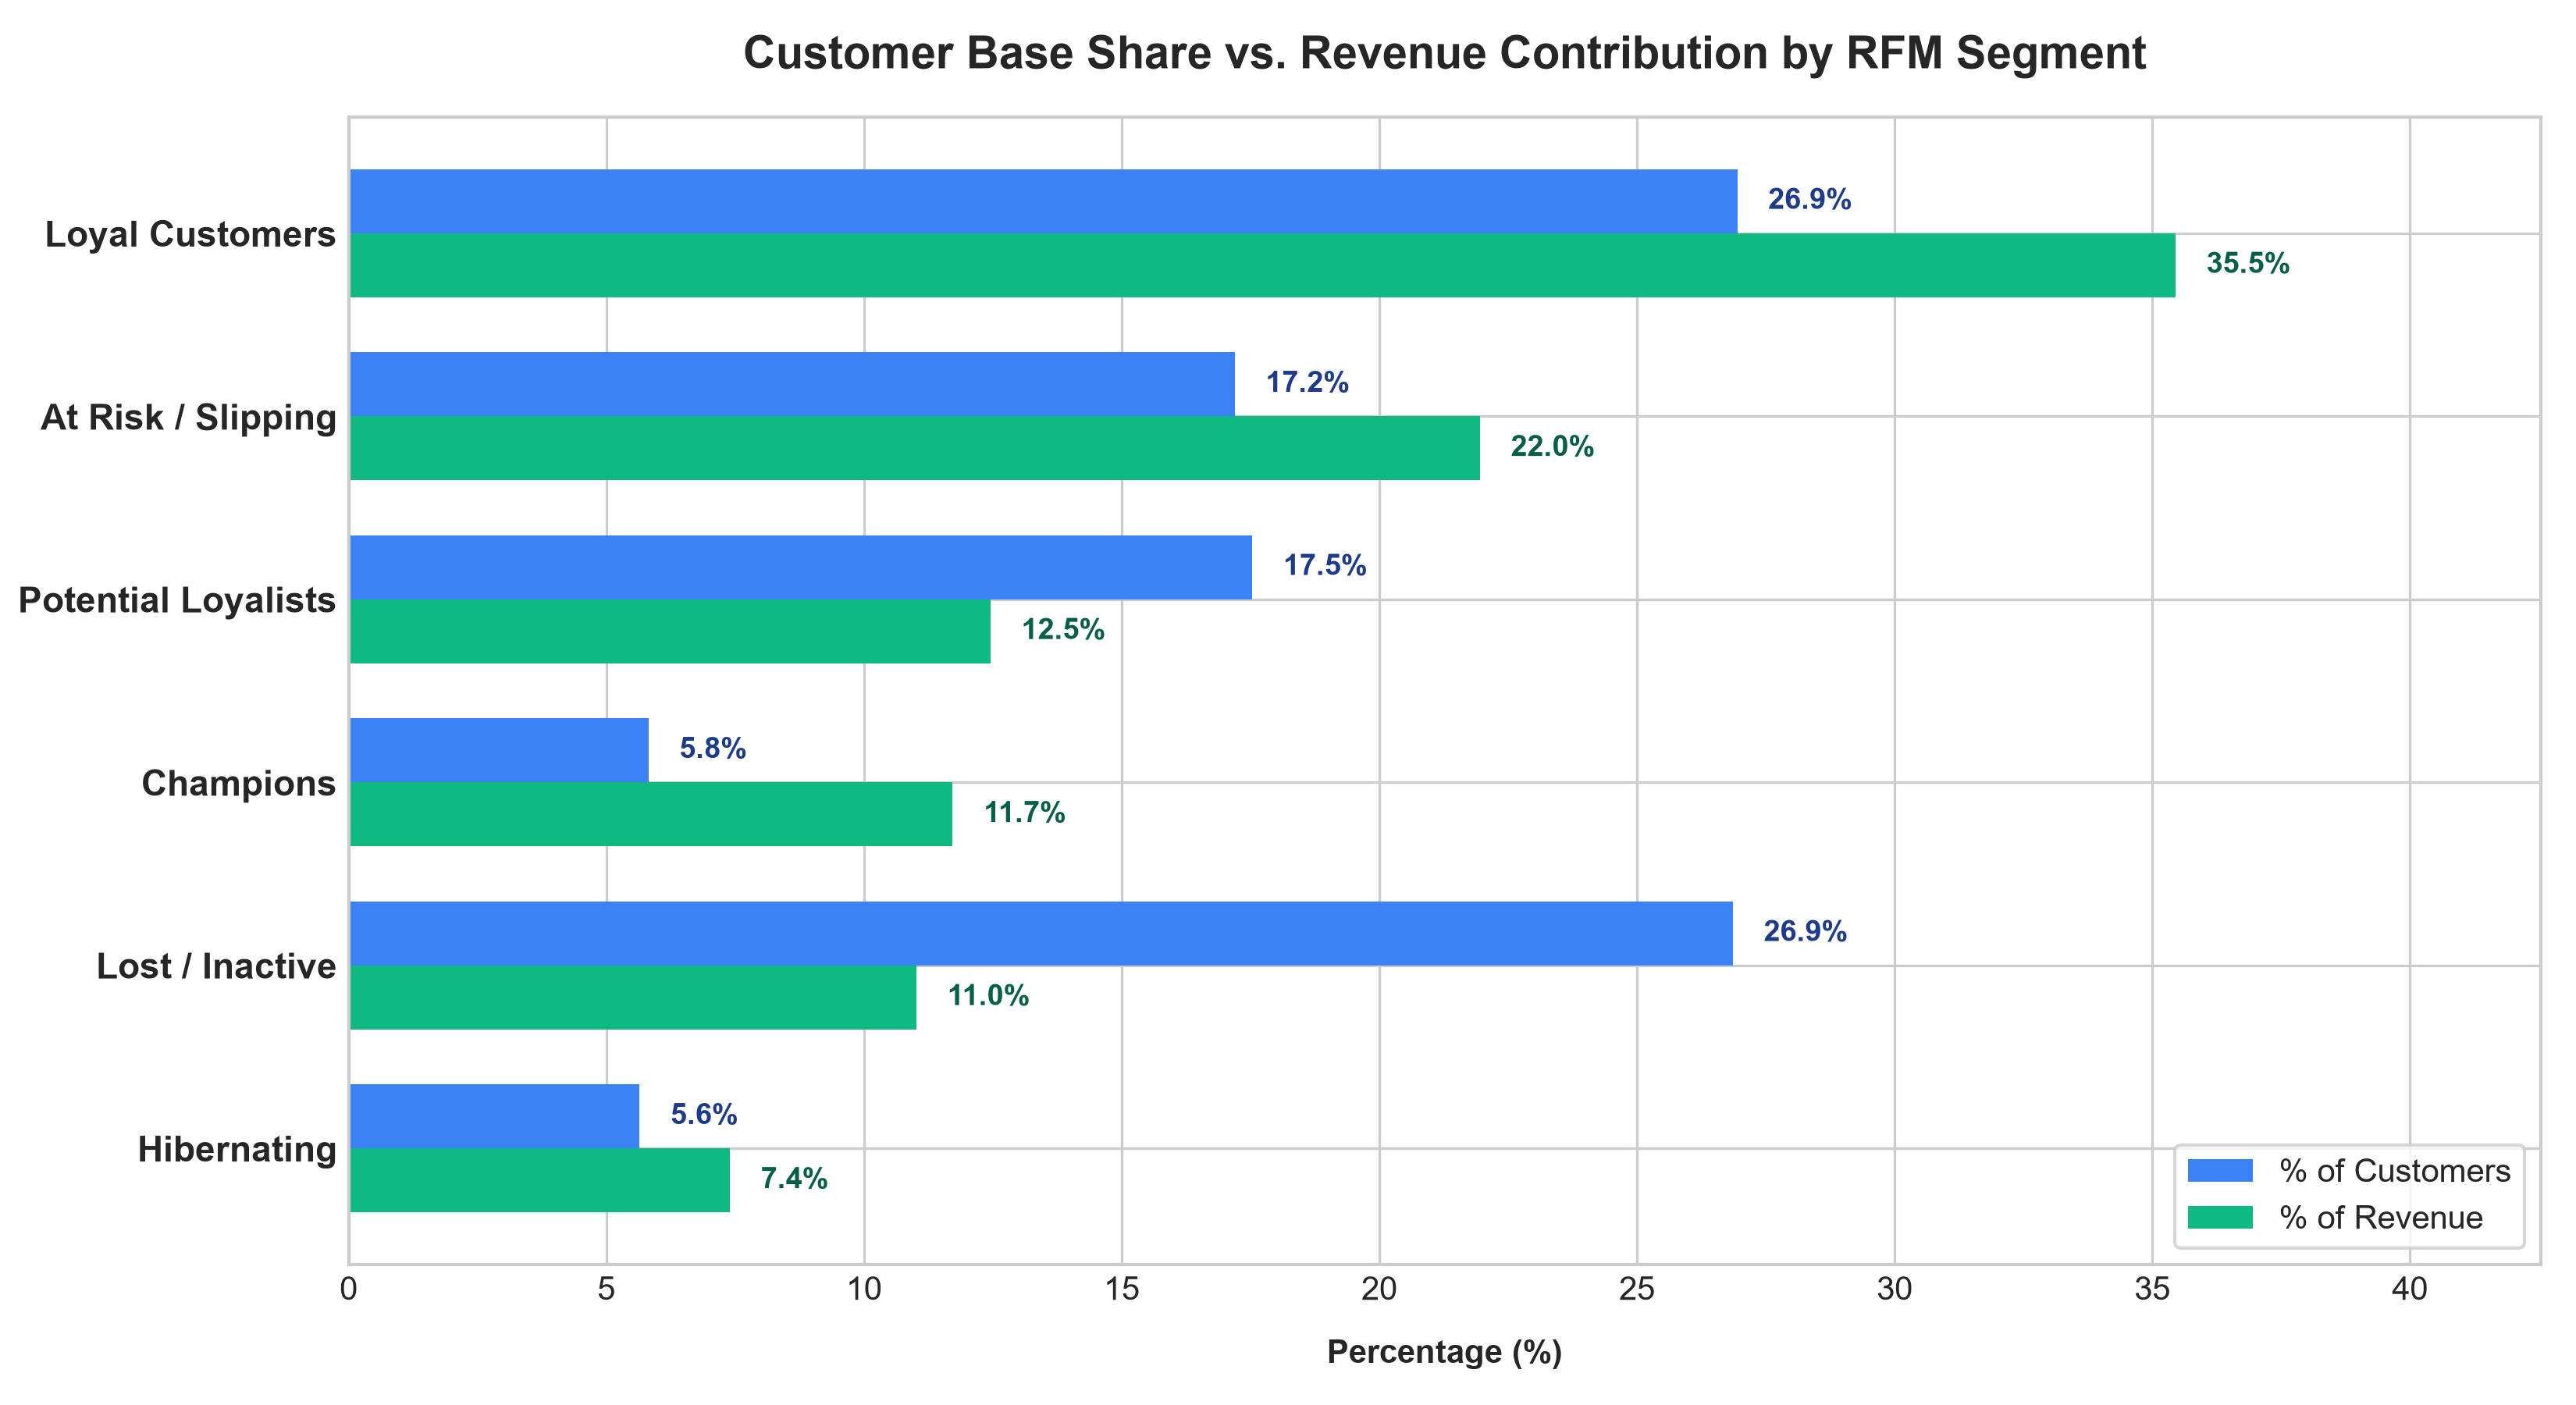 Customer Base Share vs. Revenue Contribution by RFM Segment
Loyal Customers
26.9%
35.5%
At Risk / Slipping
17.2%
22.0%
Potential Loyalists
17.5%
12.5%
Champions
5.8%
11.7%
Lost / Inactive
26.9%
11.0%
Hibernating
5.6%
7.4%
% of Customers
% of Revenue
0 5 10 15 20 25 30 35 40
Percentage (%)